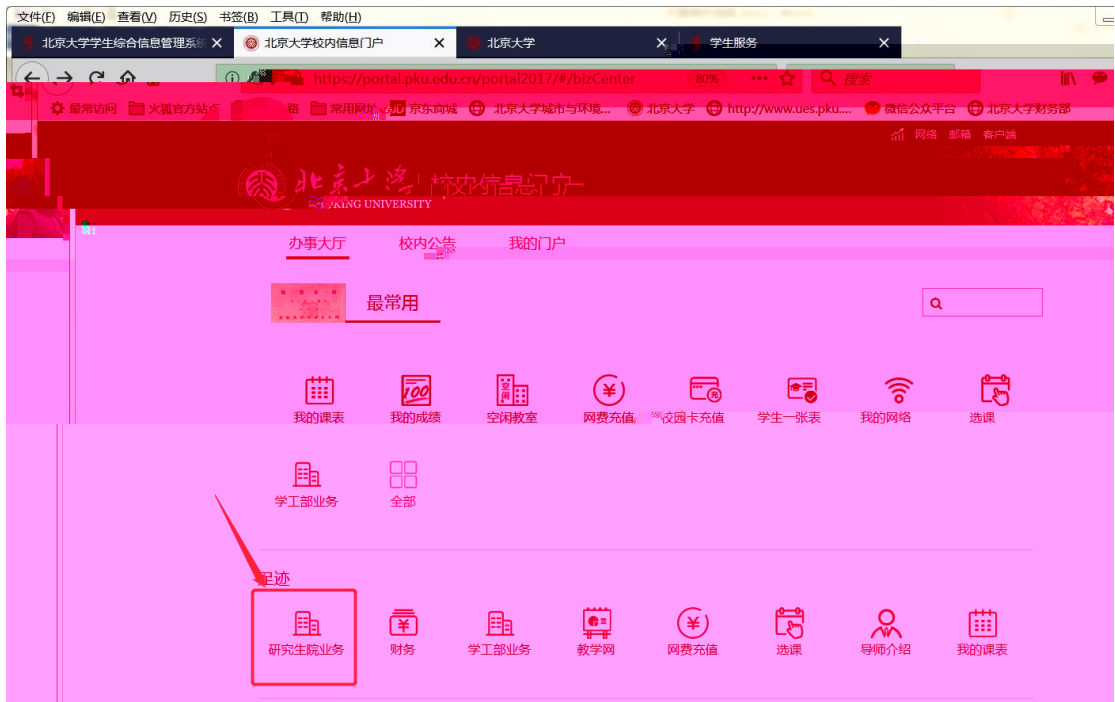 文件(F) 编辑(E) 查看(V) 历史(S) 书签(B) 工具(T) 帮助(H)
北京大学学生综合信息管理系统 北京大学校内信息门户 北京大学 学生服务
https://portal.pku.edu.cn/portal2017/#/bizCenter 80% 搜索
最常访问 火狐官方站点 常用网址 JD 京东商城 北京大学城市与环境... 北京大学 http://www.ues.pku.... 微信公众平台 北京大学财务部
网络 邮箱 客户端
北京大学 校内信息门户
PEKING UNIVERSITY
办事大厅 校内公告 我的门户
最常用
我的课表 我的成绩 空闲教室 网费充值 校园卡充值 学生一张表 我的网络 选课
学工部业务 全部
足迹
研究生院业务 财务 学工部业务 教学网 网费充值 选课 导师介绍 我的课表